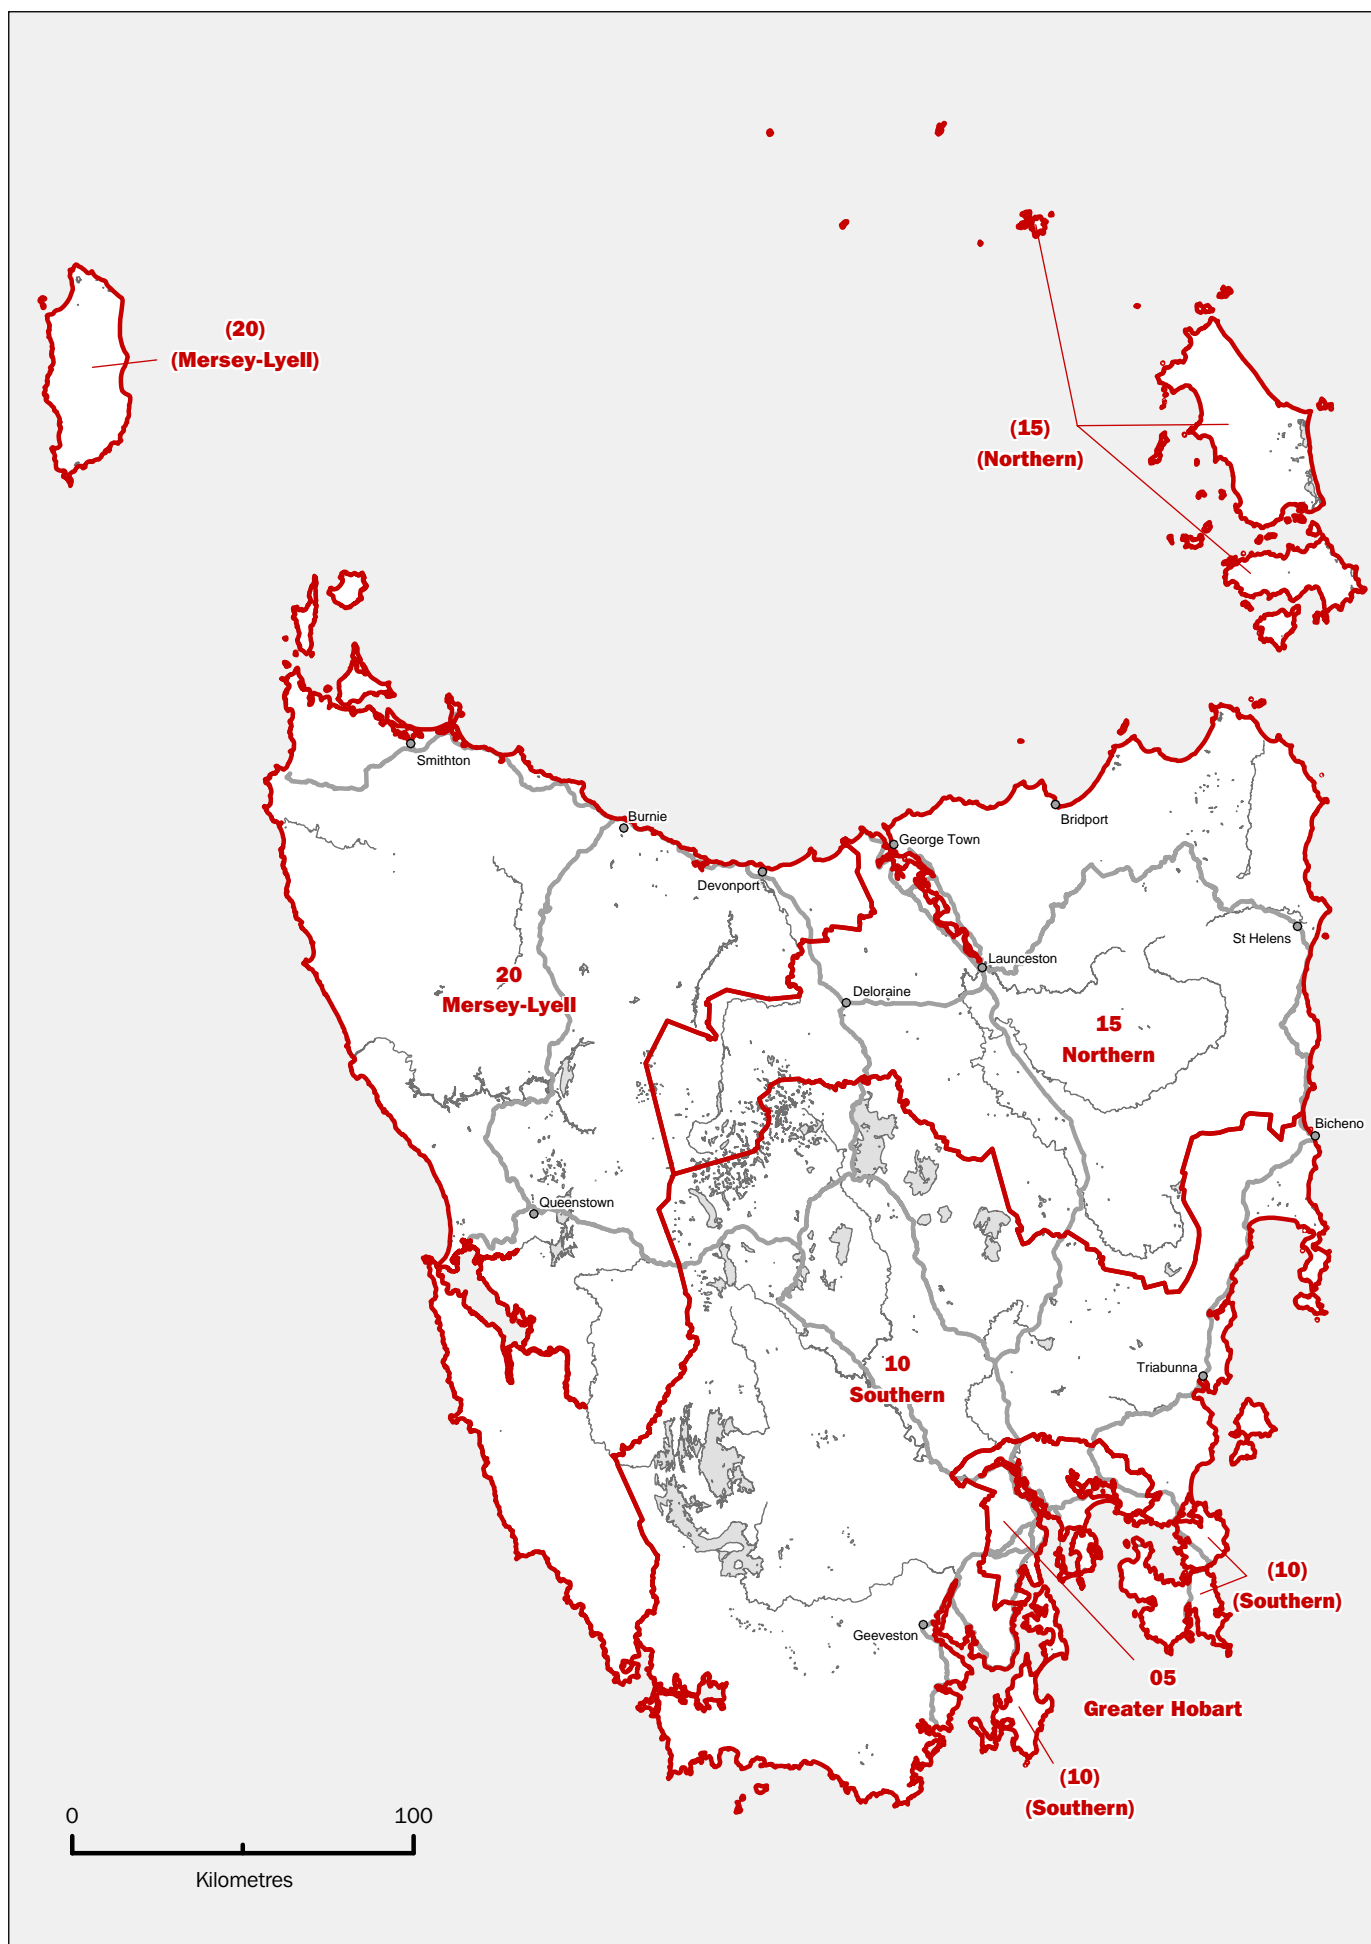 (20)
(Mersey-Lyell)
(15)
(Northern)
Smithton
Burnie
Bridport
George Town
Devonport
St Helens
Launceston
20
Mersey-Lyell
Deloraine
15
Northern
Bicheno
Queenstown
10
Southern
Triabunna
(10)
(Southern)
Geeveston
05
Greater Hobart
(10)
(Southern)
0 100
Kilometres